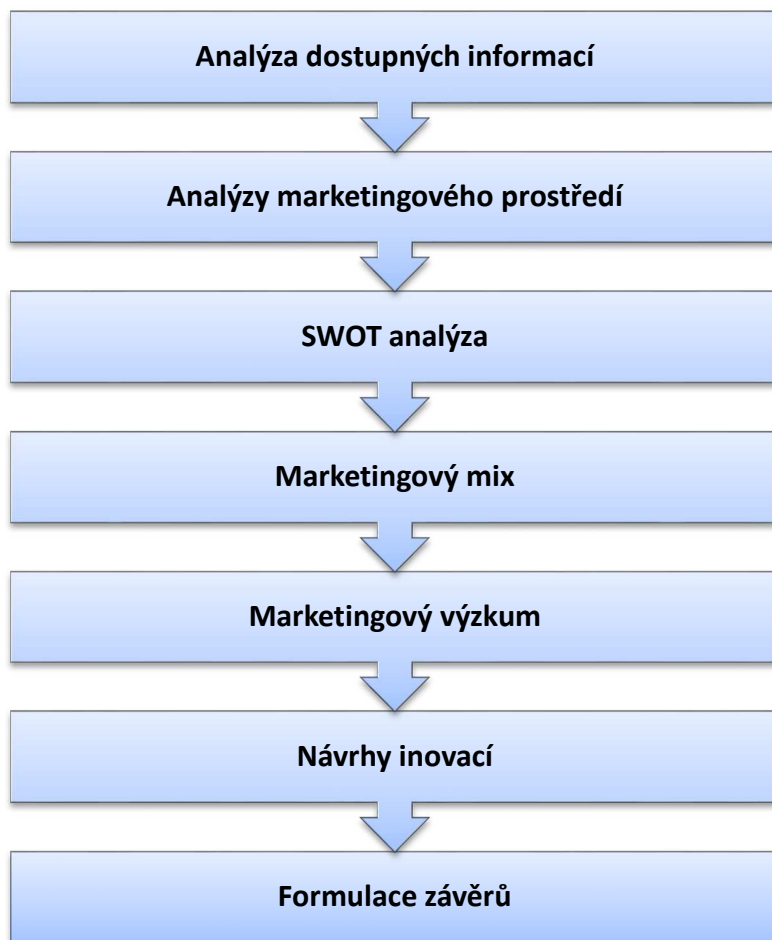 Analýza dostupných informací
Analýzy marketingového prostředí
SWOT analýza
Marketingový mix
Marketingový výzkum
Návrhy inovací
Formulace závěrů